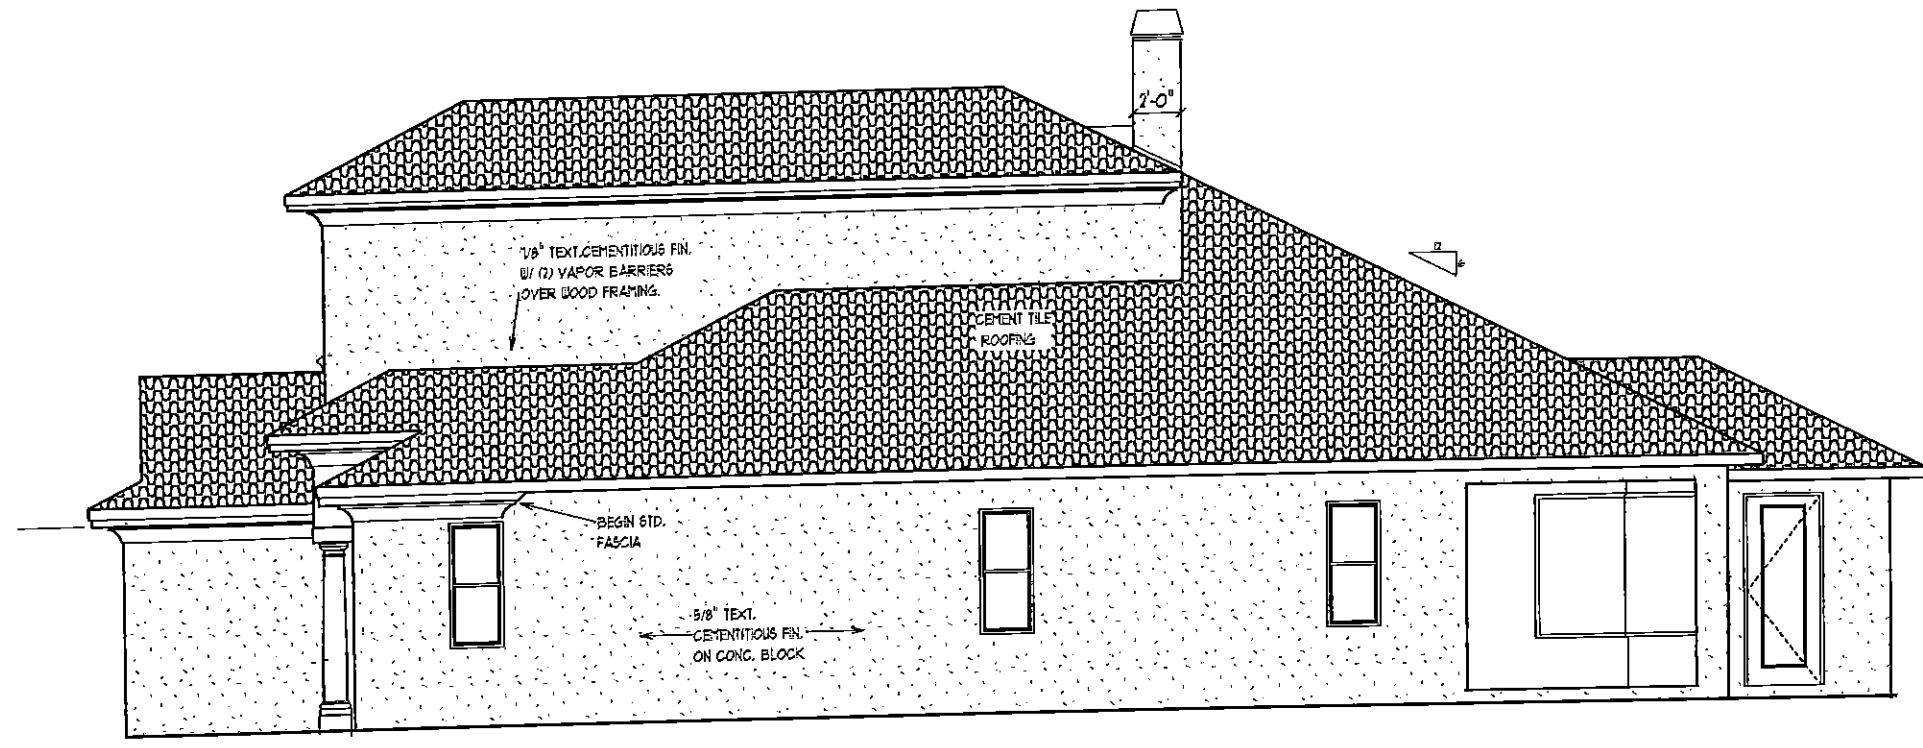 2'-0"
12
7/8" TEXT. CEMENTITIOUS FIN.
W/ (2) VAPOR BARRIERS
OVER WOOD FRAMING.
CEMENT TILE
ROOFING
BEGIN STD.
FASCIA
5/8" TEXT.
CEMENTITIOUS FIN.
ON CONC. BLOCK